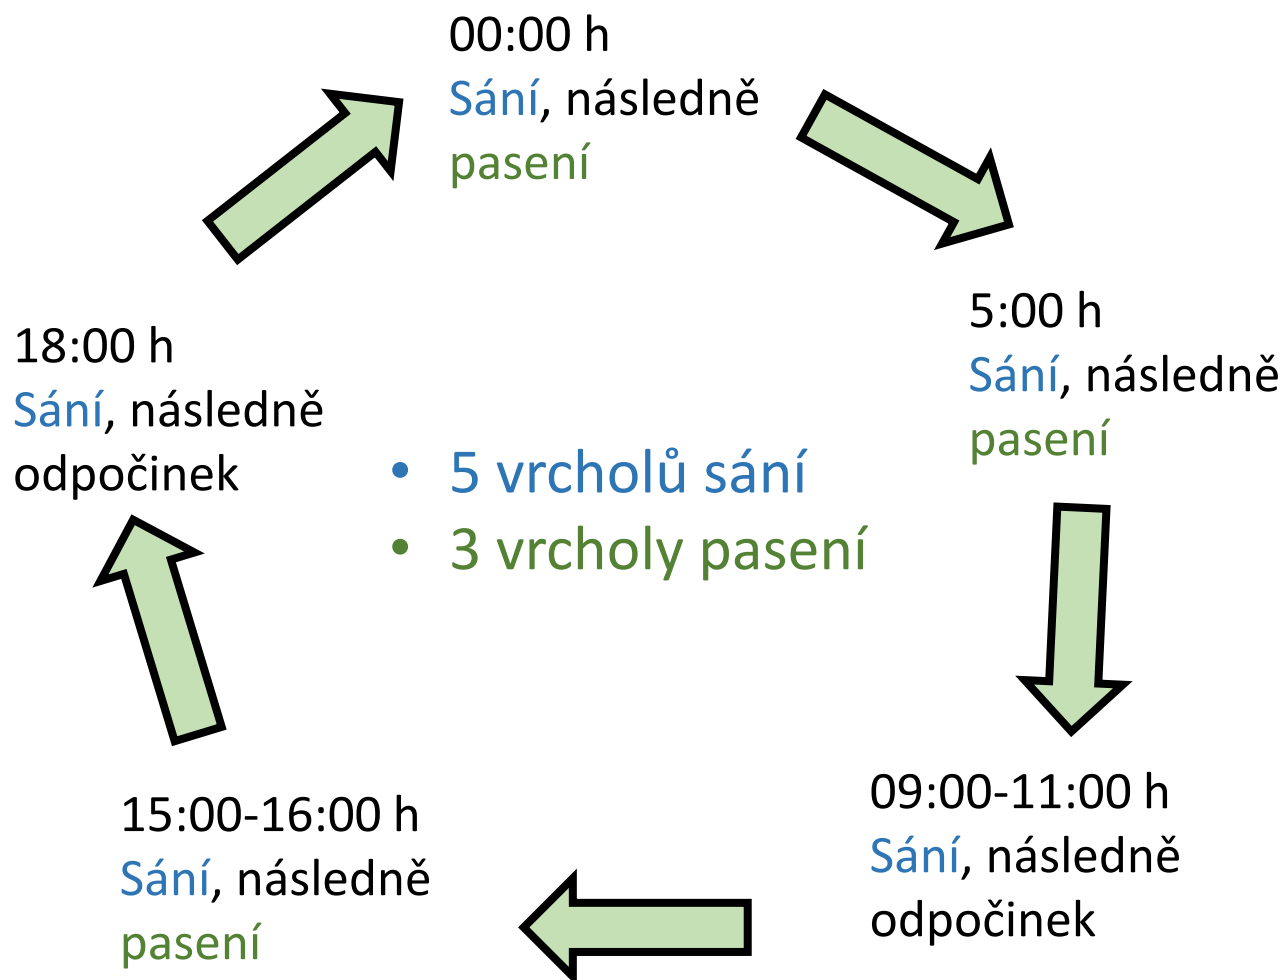 00:00 h
Sání, následně
pasení
5:00 h
Sání, následně
pasení
09:00-11:00 h
Sání, následně
odpočinek
15:00-16:00 h
Sání, následně
pasení
18:00 h
Sání, následně
odpočinek
• 5 vrcholů sání
• 3 vrcholy pasení